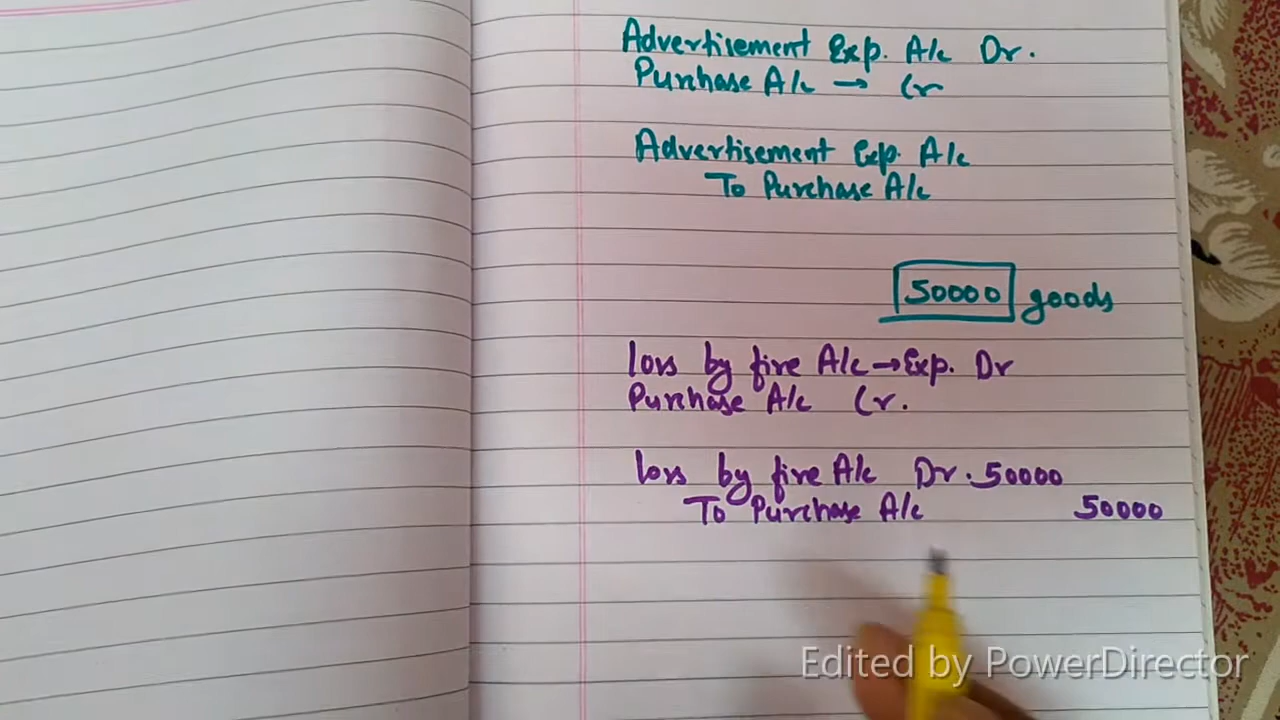 Advertisement Exp. A/c Dr.
Purchase A/c → Cr
Advertisement Exp. A/c
To Purchase A/c
50000 goods
loss by fire A/c → Exp. Dr
Purchase A/c Cr.
loss by fire A/c Dr. 50000
To Purchase A/c 50000
Edited by PowerDirector